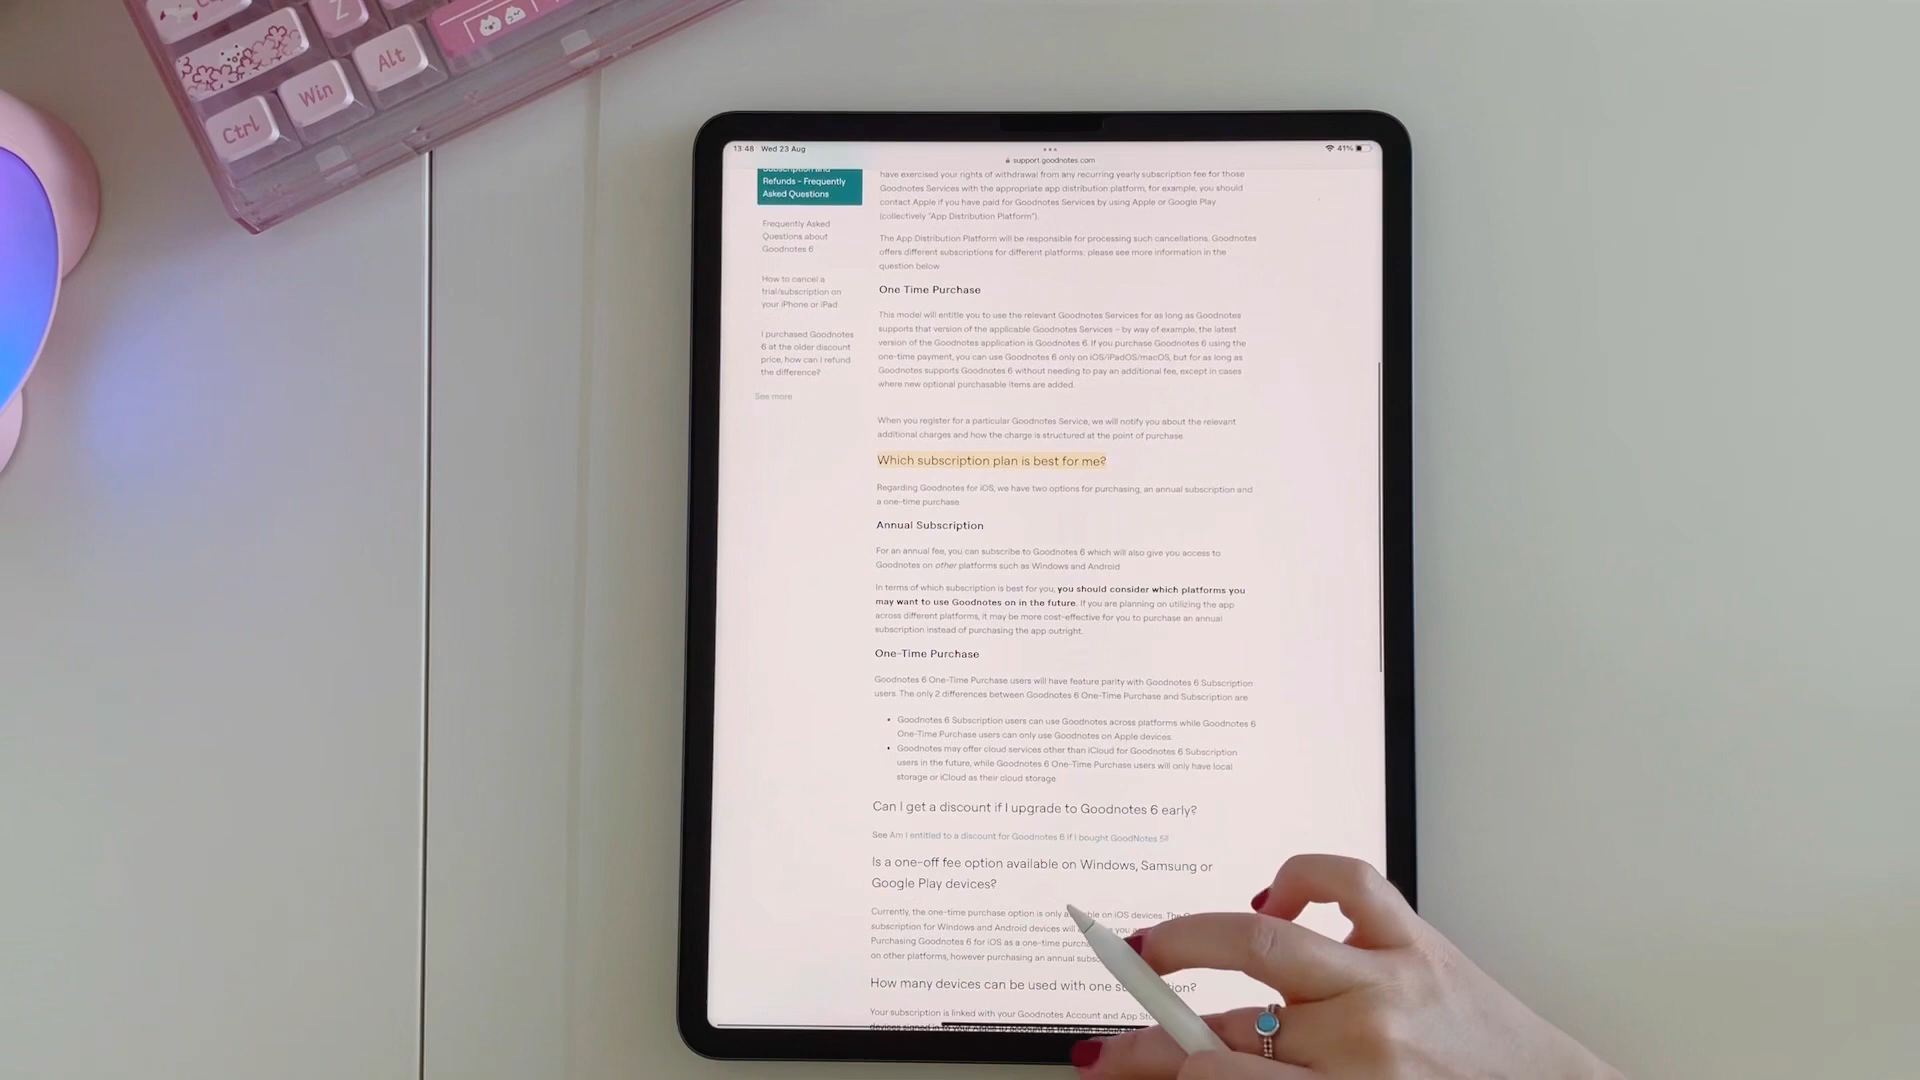 Z
Alt
Win
Ctrl
13:48 Wed 23 Aug
41%
support.goodnotes.com
Subscription and
Refunds - Frequently
Asked Questions
Frequently Asked
Questions about
Goodnotes 6
How to cancel a
trial/subscription on
your iPhone or iPad
I purchased Goodnotes
6 at the older discount
price, how can I refund
the difference?
See more
have exercised your rights of withdrawal from any recurring yearly subscription fee for those
Goodnotes Services with the appropriate app distribution platform, for example, you should
contact Apple if you have paid for Goodnotes Services by using Apple or Google Play
(collectively "App Distribution Platform").
The App Distribution Platform will be responsible for processing such cancellations. Goodnotes
offers different subscriptions for different platforms; please see more information in the
question below
One Time Purchase
This model will entitle you to use the relevant Goodnotes Services for as long as Goodnotes
supports that version of the applicable Goodnotes Services - by way of example, the latest
version of the Goodnotes application is Goodnotes 6. If you purchase Goodnotes 6 using the
one-time payment, you can use Goodnotes 6 only on iOS/iPadOS/macOS, but for as long as
Goodnotes supports Goodnotes 6 without needing to pay an additional fee, except in cases
where new optional purchasable items are added.
When you register for a particular Goodnotes Service, we will notify you about the relevant
additional charges and how the charge is structured at the point of purchase
Which subscription plan is best for me?
Regarding Goodnotes for iOS, we have two options for purchasing, an annual subscription and
a one-time purchase.
Annual Subscription
For an annual fee, you can subscribe to Goodnotes 6 which will also give you access to
Goodnotes on other platforms such as Windows and Android
In terms of which subscription is best for you, you should consider which platforms you
may want to use Goodnotes on in the future. If you are planning on utilizing the app
across different platforms, it may be more cost-effective for you to purchase an annual
subscription instead of purchasing the app outright.
One-Time Purchase
Goodnotes 6 One-Time Purchase users will have feature parity with Goodnotes 6 Subscription
users. The only 2 differences between Goodnotes 6 One-Time Purchase and Subscription are
• Goodnotes 6 Subscription users can use Goodnotes across platforms while Goodnotes 6
One-Time Purchase users can only use Goodnotes on Apple devices.
• Goodnotes may offer cloud services other than iCloud for Goodnotes 6 Subscription
users in the future, while Goodnotes 6 One-Time Purchase users will only have local
storage or iCloud as their cloud storage
Can I get a discount if I upgrade to Goodnotes 6 early?
See Am I entitled to a discount for Goodnotes 6 if I bought GoodNotes 5?
Is a one-off fee option available on Windows, Samsung or
Google Play devices?
Currently, the one-time purchase option is only ble on iOS devices. The
subscription for Windows and Android devices will you
Purchasing Goodnotes 6 for iOS as a one-time purcha
on other platforms, however purchasing an annual subsc
How many devices can be used with one s tion?
Your subscription is linked with your Goodnotes Account and App Sto